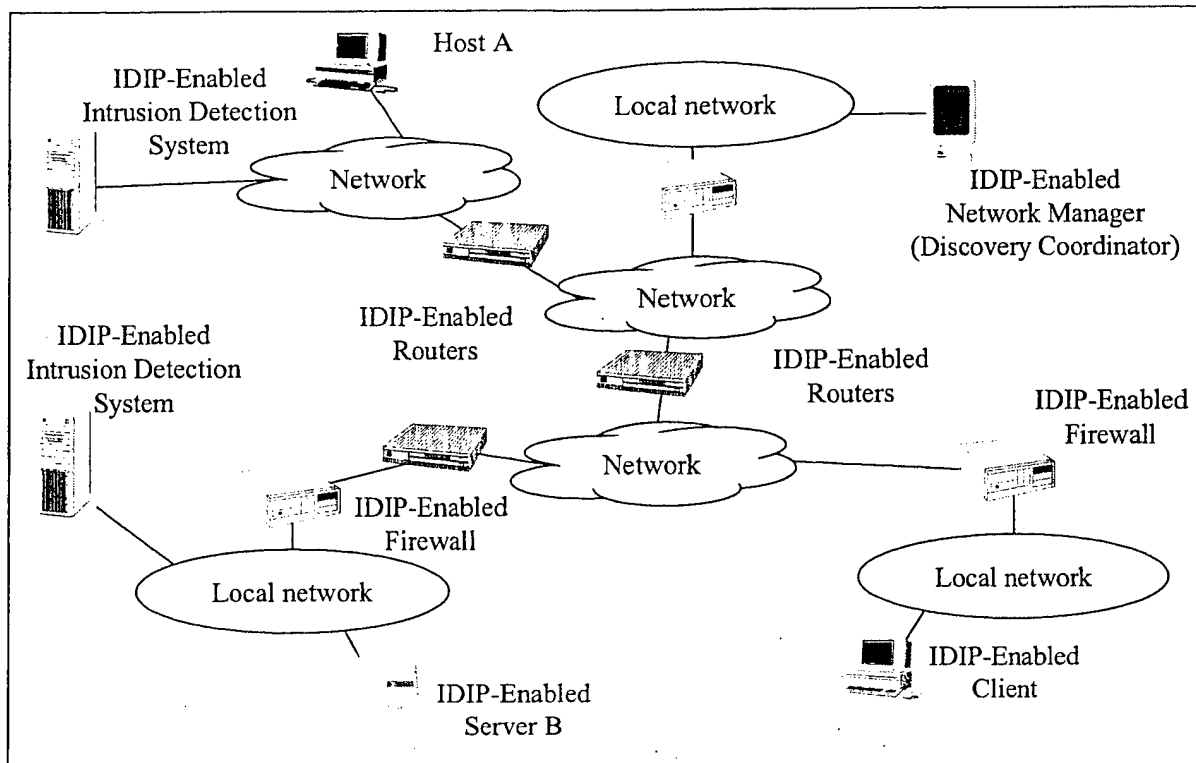 Host A
IDIP-Enabled
Intrusion Detection
System
Local network
Network
IDIP-Enabled
Network Manager
(Discovery Coordinator)
Network
IDIP-Enabled
Routers
IDIP-Enabled
Routers
IDIP-Enabled
Intrusion Detection
System
IDIP-Enabled
Firewall
Network
IDIP-Enabled
Firewall
Local network
Local network
IDIP-Enabled
Client
IDIP-Enabled
Server B